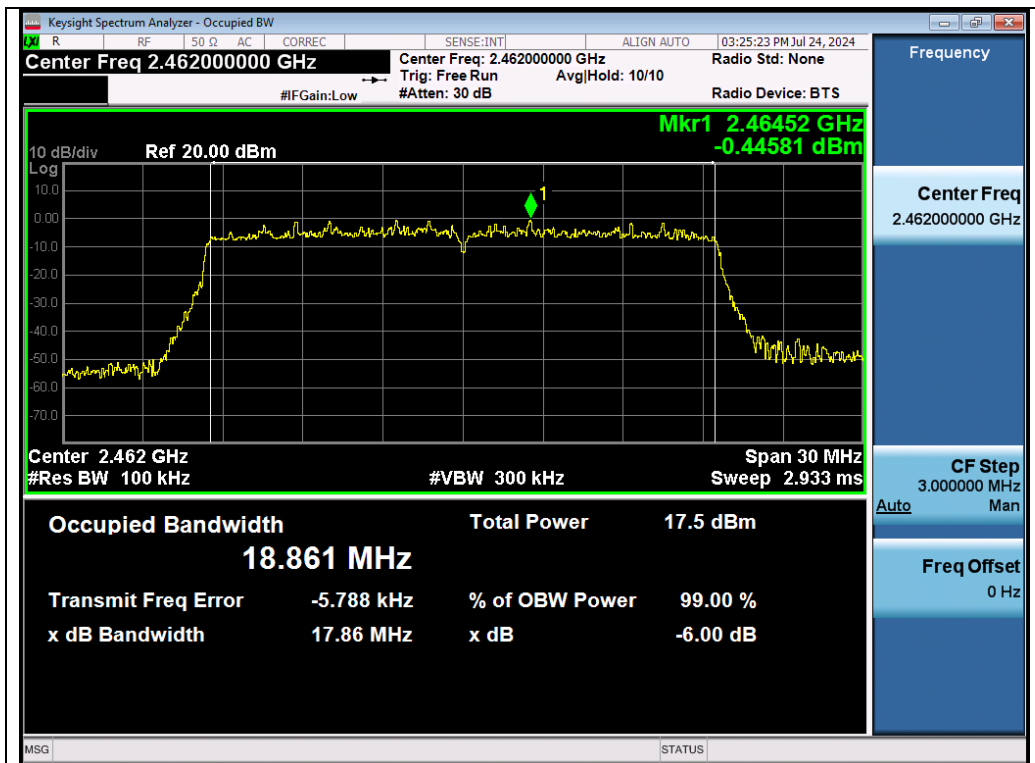 Keysight Spectrum Analyzer - Occupied BW
LXI R RF 50 Ω AC CORREC SENSE:INT ALIGN AUTO 03:25:23 PM Jul 24, 2024
Center Freq 2.462000000 GHz
Center Freq: 2.462000000 GHz
Radio Std: None
Trig: Free Run Avg|Hold: 10/10
#IFGain:Low
#Atten: 30 dB
Radio Device: BTS
Frequency
Mkr1 2.46452 GHz
-0.44581 dBm
10 dB/div Ref 20.00 dBm
Log
10.0
0.00
-10.0
-20.0
-30.0
-40.0
-50.0
-60.0
-70.0
1
Center 2.462 GHz Span 30 MHz
#Res BW 100 kHz #VBW 300 kHz Sweep 2.933 ms
Center Freq
2.462000000 GHz
CF Step
3.000000 MHz
Auto Man
Freq Offset
0 Hz
Occupied Bandwidth Total Power 17.5 dBm
18.861 MHz
Transmit Freq Error -5.788 kHz % of OBW Power 99.00 %
x dB Bandwidth 17.86 MHz x dB -6.00 dB
MSG STATUS